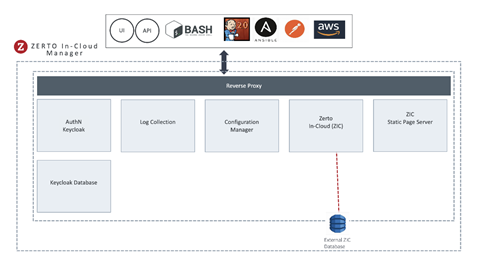 UI
API
BASH
ANSIBLE
aws
Z ZERTO In-Cloud
Manager
Reverse Proxy
AuthN
Keycloak
Log Collection
Configuration
Manager
Zerto
In-Cloud (ZIC)
ZIC
Static Page Server
Keycloak Database
External ZIC
Database